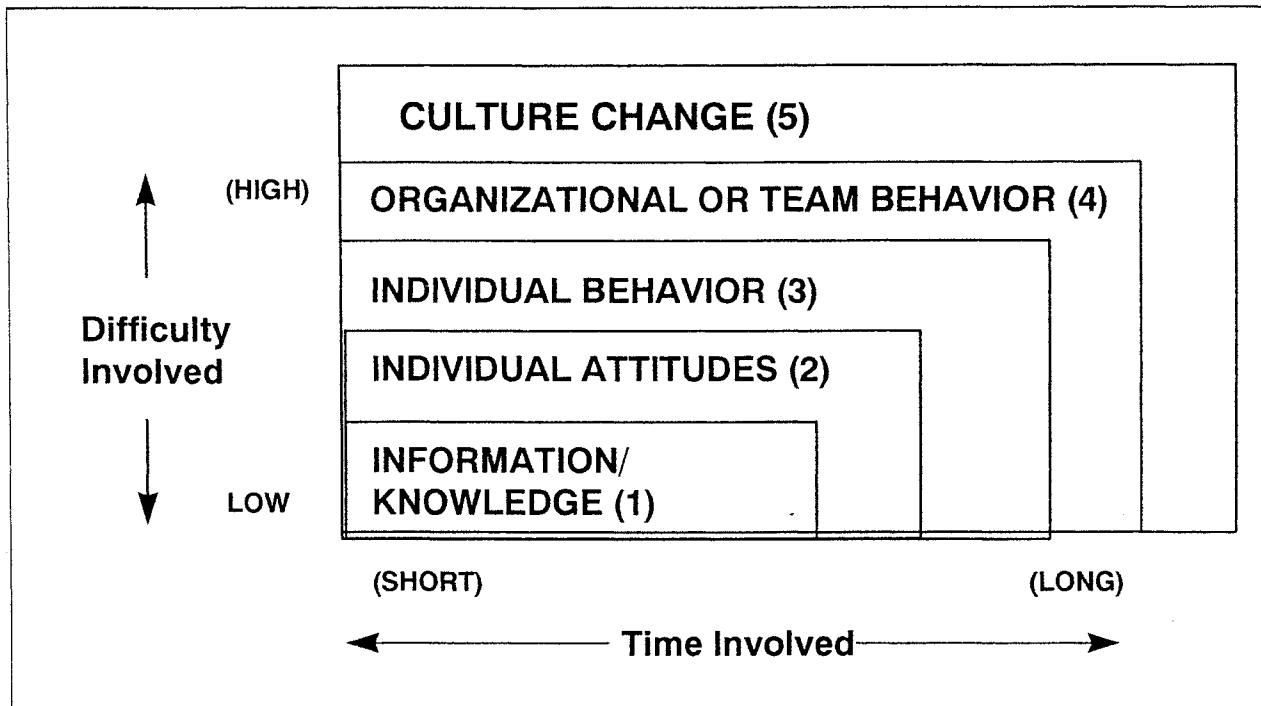 CULTURE CHANGE (5)
(HIGH)
ORGANIZATIONAL OR TEAM BEHAVIOR (4)
INDIVIDUAL BEHAVIOR (3)
Difficulty
Involved
INDIVIDUAL ATTITUDES (2)
INFORMATION/
KNOWLEDGE (1)
LOW
(SHORT)
(LONG)
Time Involved